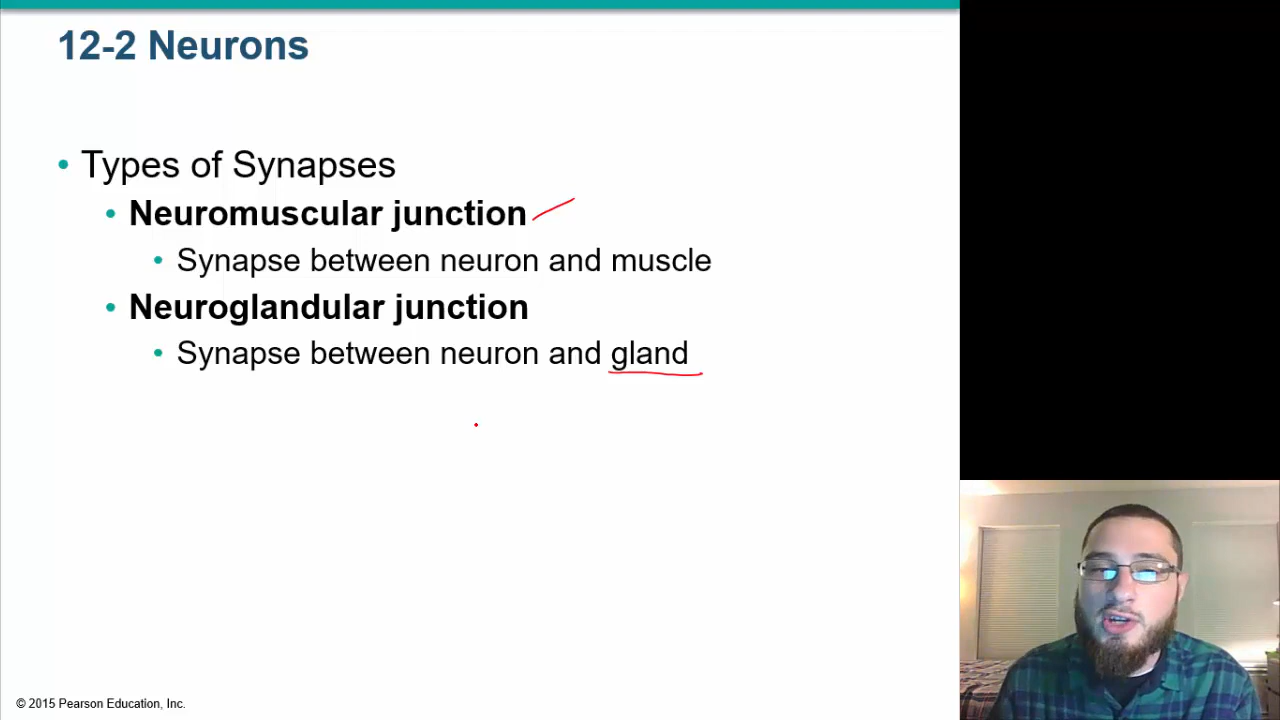 12-2 Neurons
• Types of Synapses
• Neuromuscular junction
• Synapse between neuron and muscle
• Neuroglandular junction
• Synapse between neuron and gland
© 2015 Pearson Education, Inc.